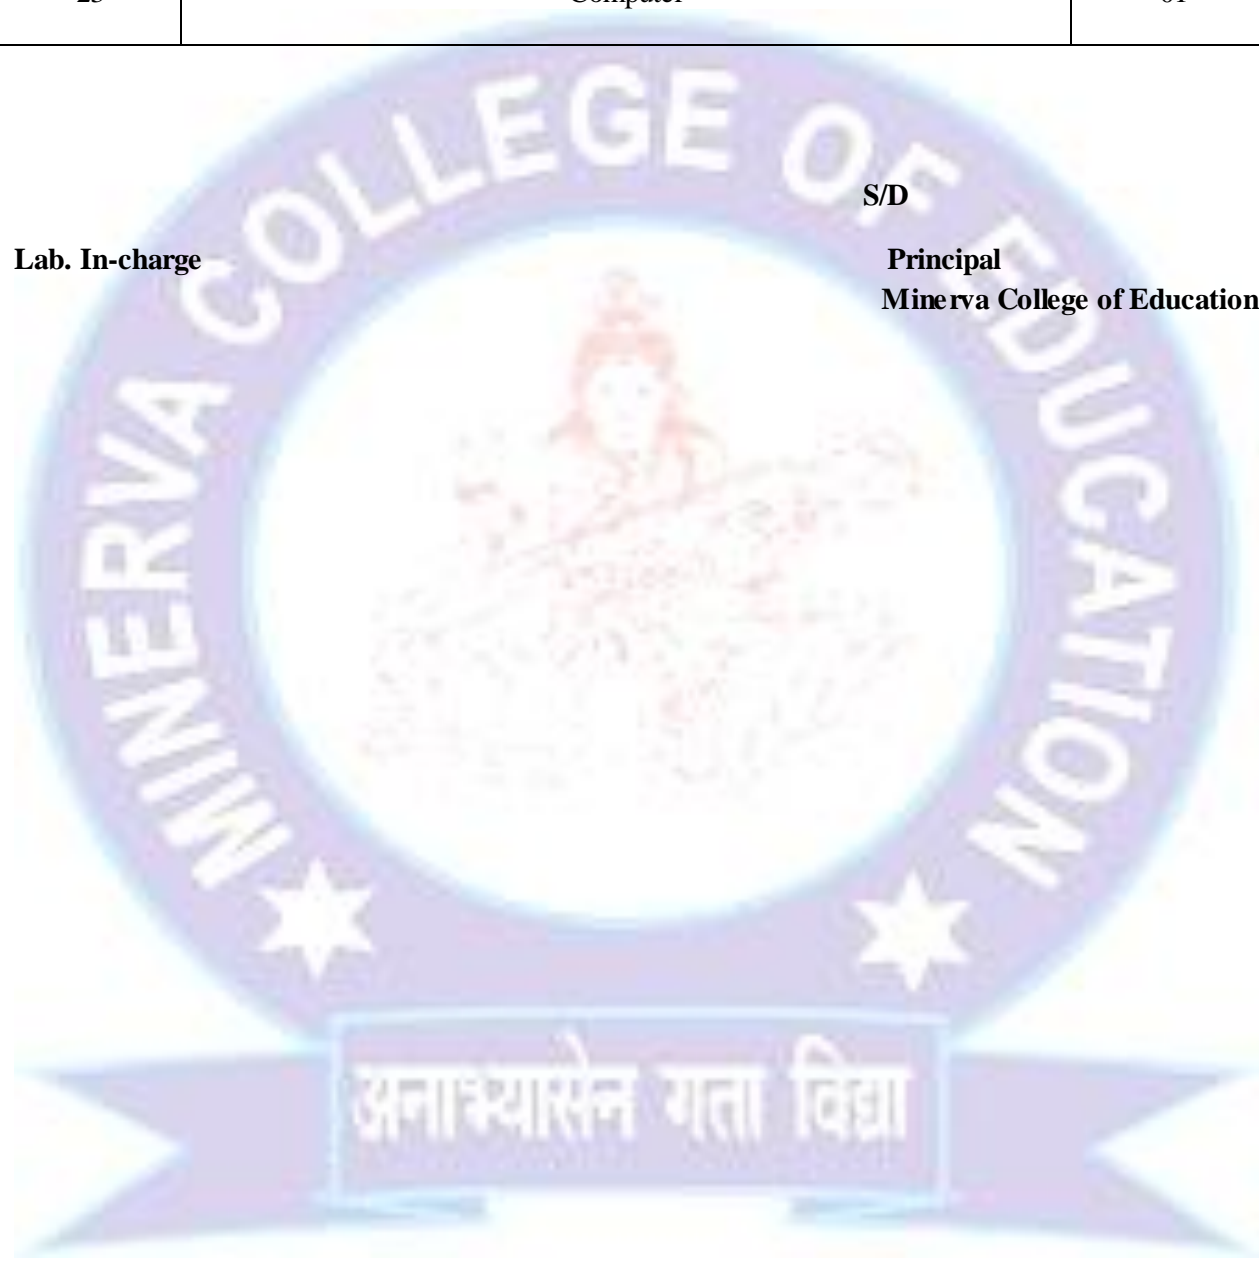 23 Computer 01
S/D
Lab. In-charge Principal
Minerva College of Education
MINERVA COLLEGE OF EDUCATION
अनाभ्यासेन गता विद्या